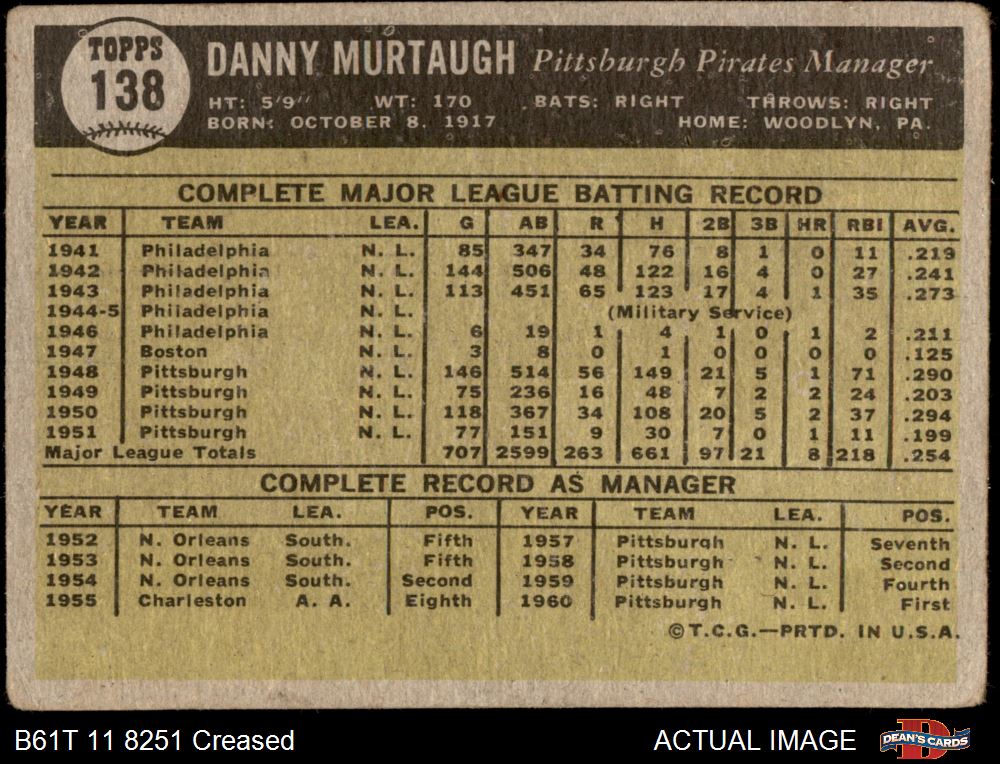 TOPPS
138
DANNY MURTAUGH Pittsburgh Pirates Manager
HT: 5'9" WT: 170 BATS: RIGHT THROWS: RIGHT
BORN: OCTOBER 8, 1917 HOME: WOODLYN, PA.
COMPLETE MAJOR LEAGUE BATTING RECORD
YEAR TEAM LEA. G AB R H 2B 3B HR RBI AVG.
1941 Philadelphia N. L. 85 347 34 76 8 1 0 11 .219
1942 Philadelphia N. L. 144 506 48 122 16 4 0 27 .241
1943 Philadelphia N. L. 113 451 65 123 17 4 1 35 .273
1944-5 Philadelphia N. L. (Military Service)
1946 Philadelphia N. L. 6 19 1 4 1 0 1 2 .211
1947 Boston N. L. 3 8 0 1 0 0 0 0 .125
1948 Pittsburgh N. L. 146 514 56 149 21 5 1 71 .290
1949 Pittsburgh N. L. 75 236 16 48 7 2 2 24 .203
1950 Pittsburgh N. L. 118 367 34 108 20 5 2 37 .294
1951 Pittsburgh N. L. 77 151 9 30 7 0 1 11 .199
Major League Totals 707 2599 263 661 97 21 8 218 .254
COMPLETE RECORD AS MANAGER
YEAR TEAM LEA. POS. YEAR TEAM LEA. POS.
1952 N. Orleans South. Fifth 1957 Pittsburgh N. L. Seventh
1953 N. Orleans South. Fifth 1958 Pittsburgh N. L. Second
1954 N. Orleans South. Second 1959 Pittsburgh N. L. Fourth
1955 Charleston A. A. Eighth 1960 Pittsburgh N. L. First
©T.C.G.—PRTD. IN U.S.A.
B61T 11 8251 Creased ACTUAL IMAGE D DEAN'S CARDS